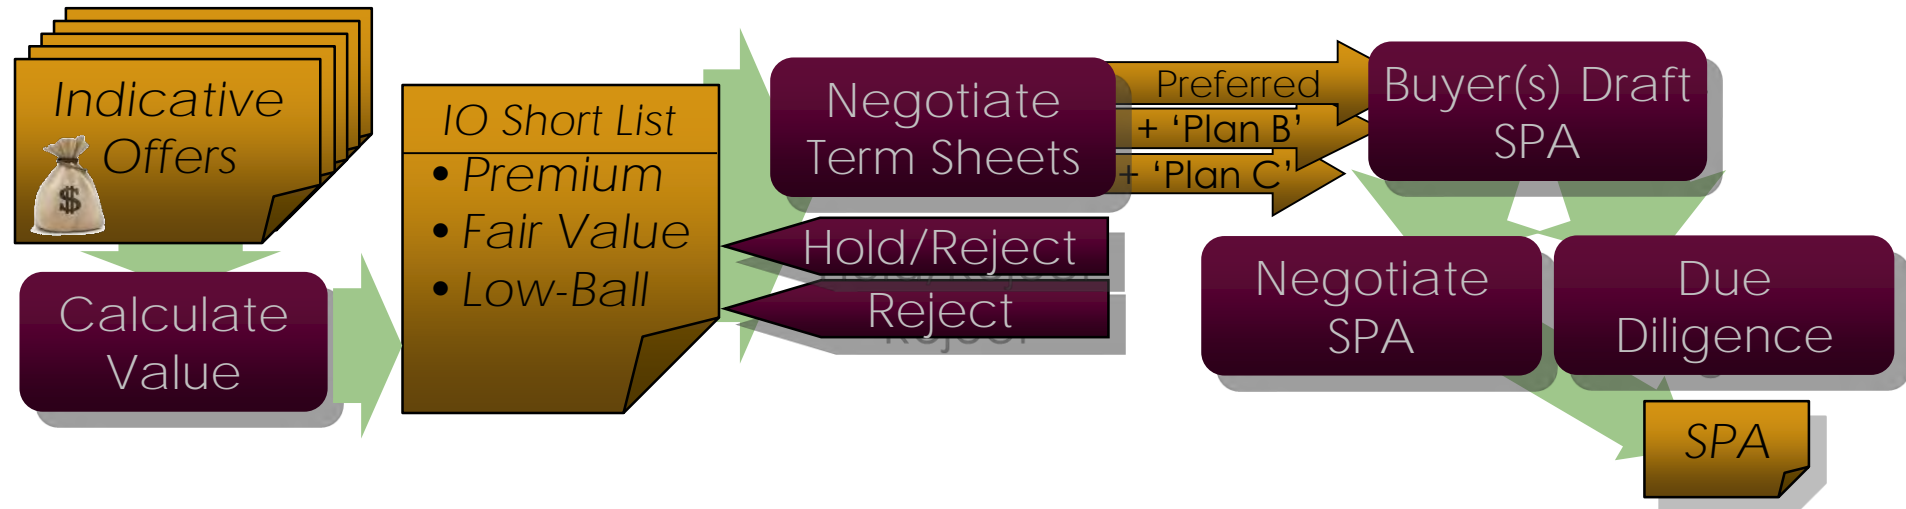 Indicative
Offers
$
Calculate
Value
IO Short List
• Premium
• Fair Value
• Low-Ball
Negotiate
Term Sheets
Hold/Reject
Reject
Preferred
+ ‘Plan B’
+ ‘Plan C’
Buyer(s) Draft
SPA
Negotiate
SPA
Due
Diligence
SPA